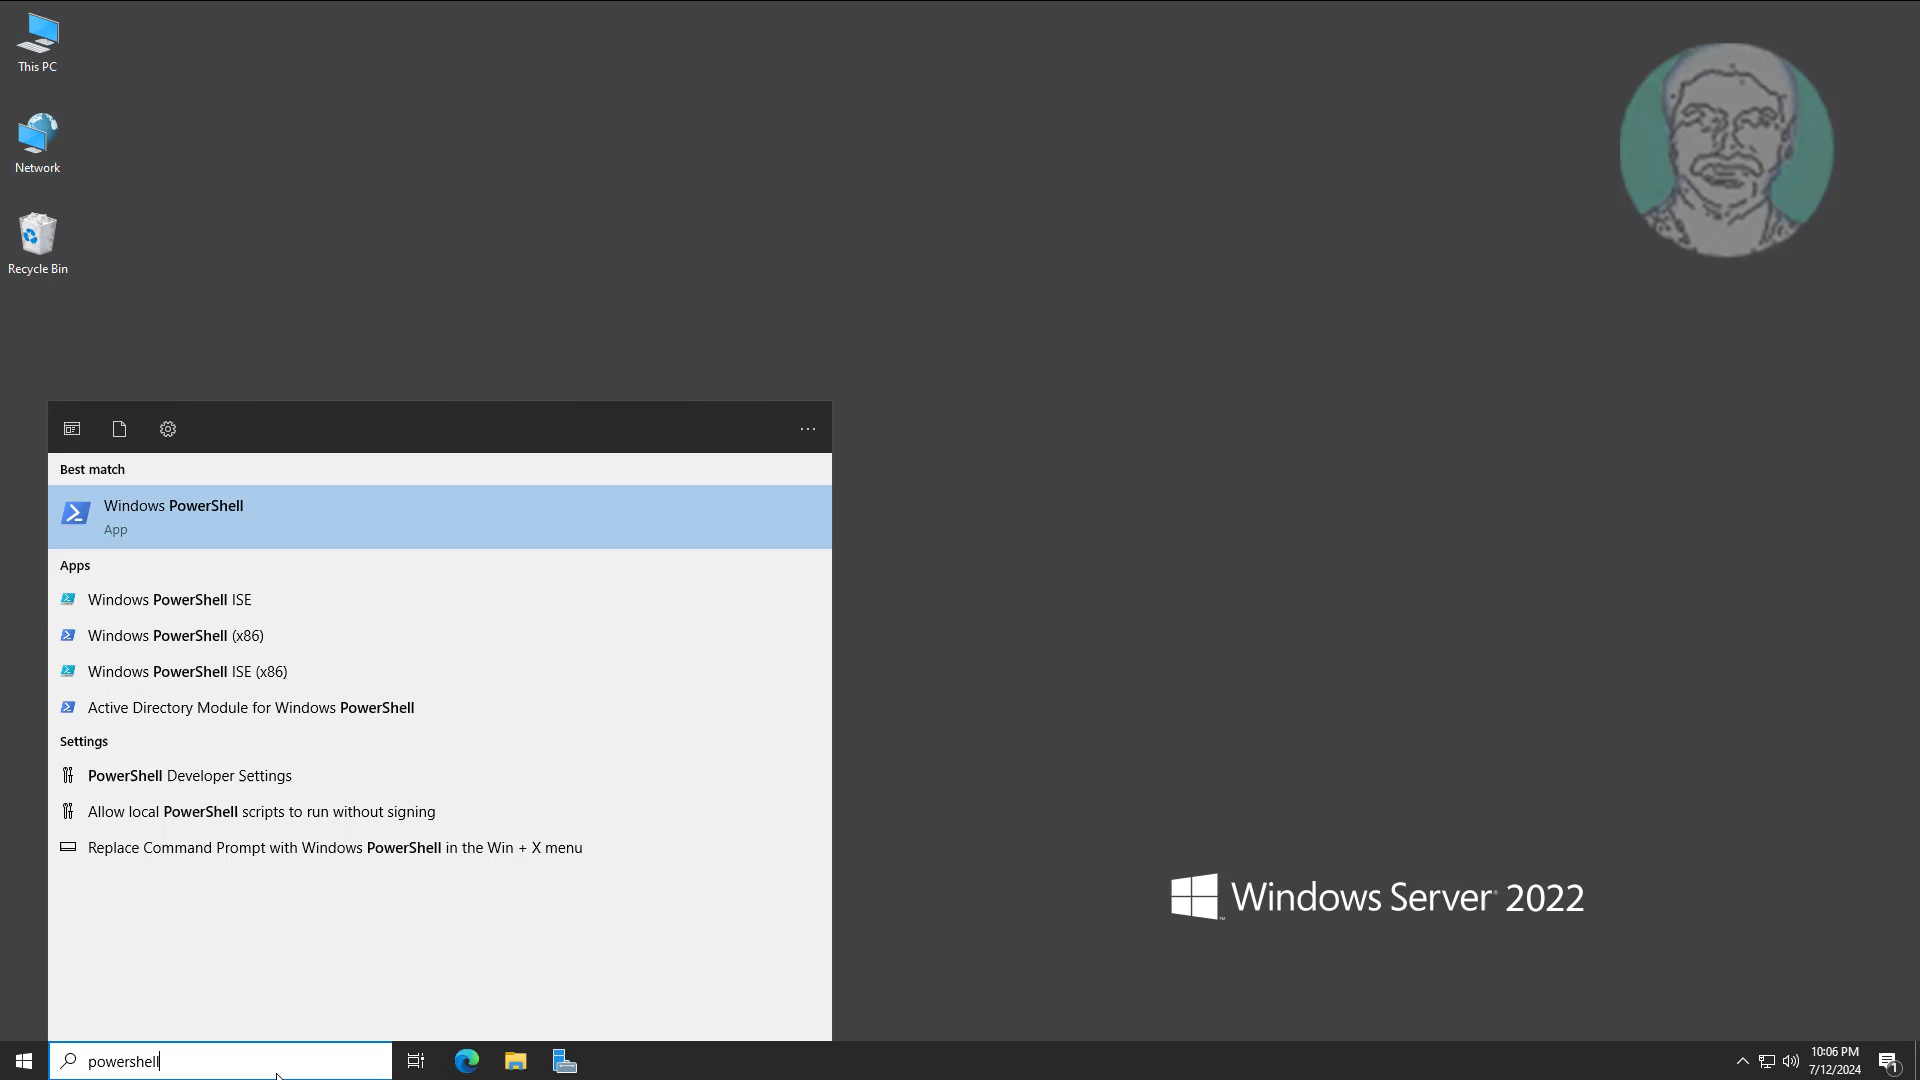 This PC
Network
Recycle Bin
Best match
Windows PowerShell
App
Apps
Windows PowerShell ISE
Windows PowerShell (x86)
Windows PowerShell ISE (x86)
Active Directory Module for Windows PowerShell
Settings
PowerShell Developer Settings
Allow local PowerShell scripts to run without signing
Replace Command Prompt with Windows PowerShell in the Win + X menu
Windows Server 2022
powershell
10:06 PM
7/12/2024
1